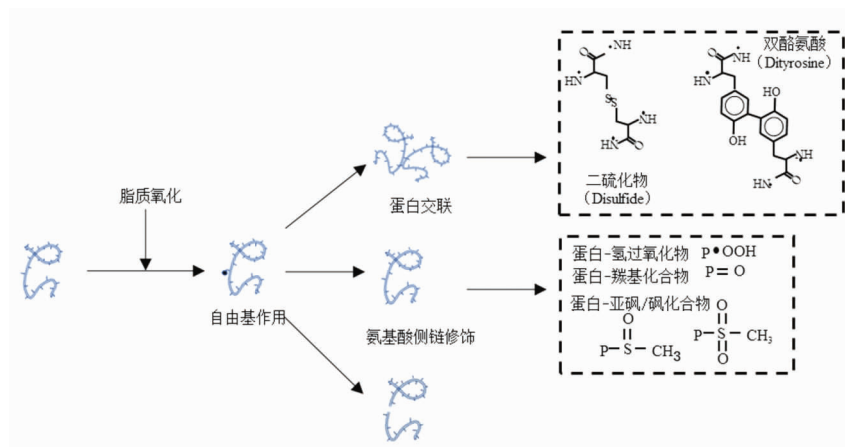 脂质氧化
自由基作用
蛋白交联
氨基酸侧链修饰
•NH
O
HN
S
S
NH
HN
O
二硫化物
(Disulfide)
双酪氨酸
(Dityrosine)
O
NH
HN
HO
OH
NH
HN
O
蛋白-氢过氧化物 P•OOH
蛋白-羰基化合物 P=O
蛋白-亚砜/砜化合物
O
P-S-CH3
O
P-S-CH3
O